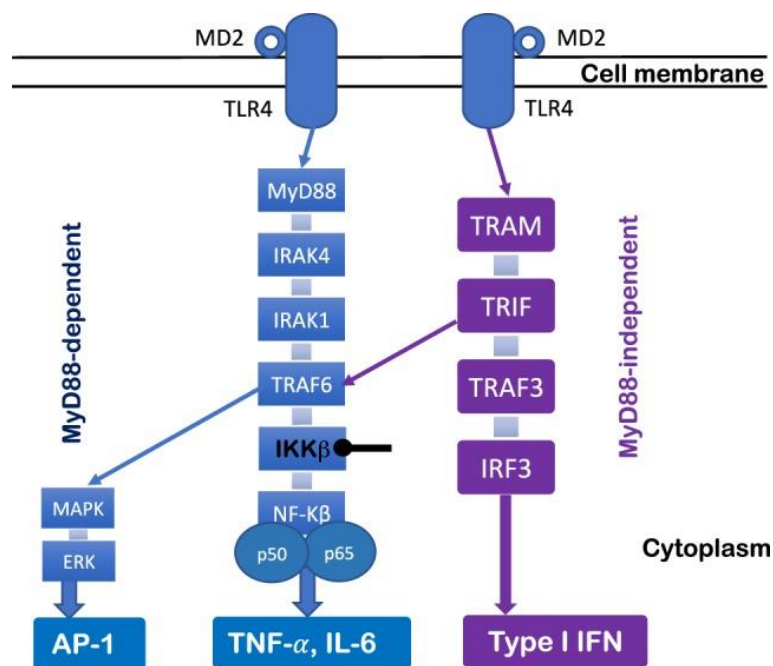 MD2
MD2
Cell membrane
TLR4
TLR4
MyD88-dependent
MyD88
IRAK4
IRAK1
TRAF6
IKKβ
NF-Kβ
p50
p65
MAPK
ERK
TRAM
TRIF
TRAF3
IRF3
MyD88-independent
Cytoplasm
AP-1
TNF-α, IL-6
Type I IFN